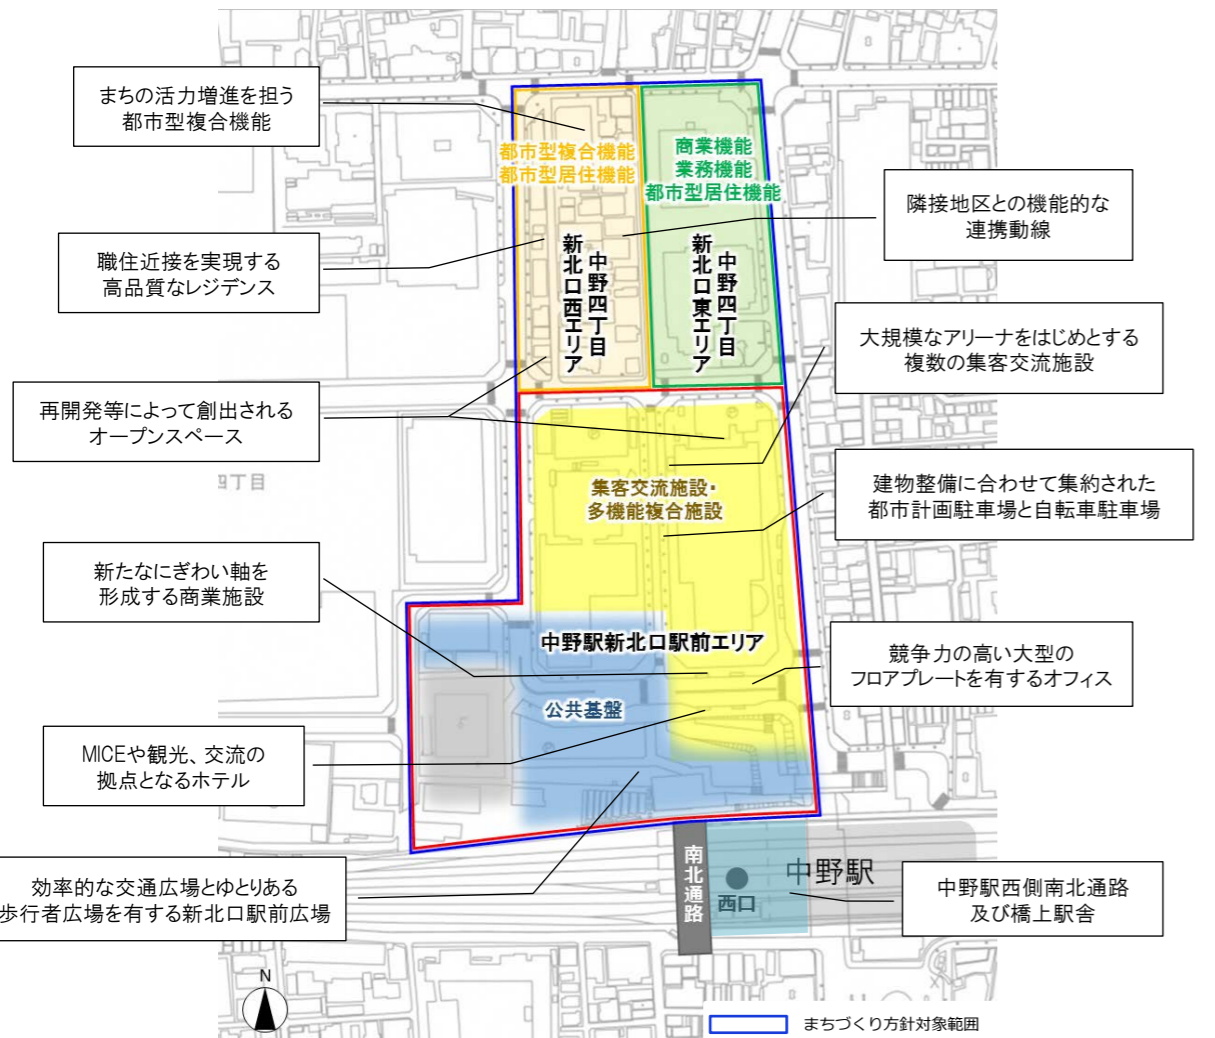 まちの活力増進を担う
都市型複合機能
都市型複合機能
都市型居住機能
商業機能
業務機能
都市型居住機能
隣接地区との機能的な
連携動線
職住近接を実現する
高品質なレジデンス
中野四丁目
新北口西エリア
中野四丁目
新北口東エリア
大規模なアリーナをはじめとする
複数の集客交流施設
再開発等によって創出される
オープンスペース
四丁目
集客交流施設・
多機能複合施設
建物整備に合わせて集約された
都市計画駐車場と自転車駐車場
新たなにぎわい軸を
形成する商業施設
中野駅新北口駅前エリア
競争力の高い大型の
フロアプレートを有するオフィス
公共基盤
MICEや観光、交流の
拠点となるホテル
効率的な交通広場とゆとりある
歩行者広場を有する新北口駅前広場
南北通路
西口
中野駅
中野駅西側南北通路
及び橋上駅舎
N
まちづくり方針対象範囲